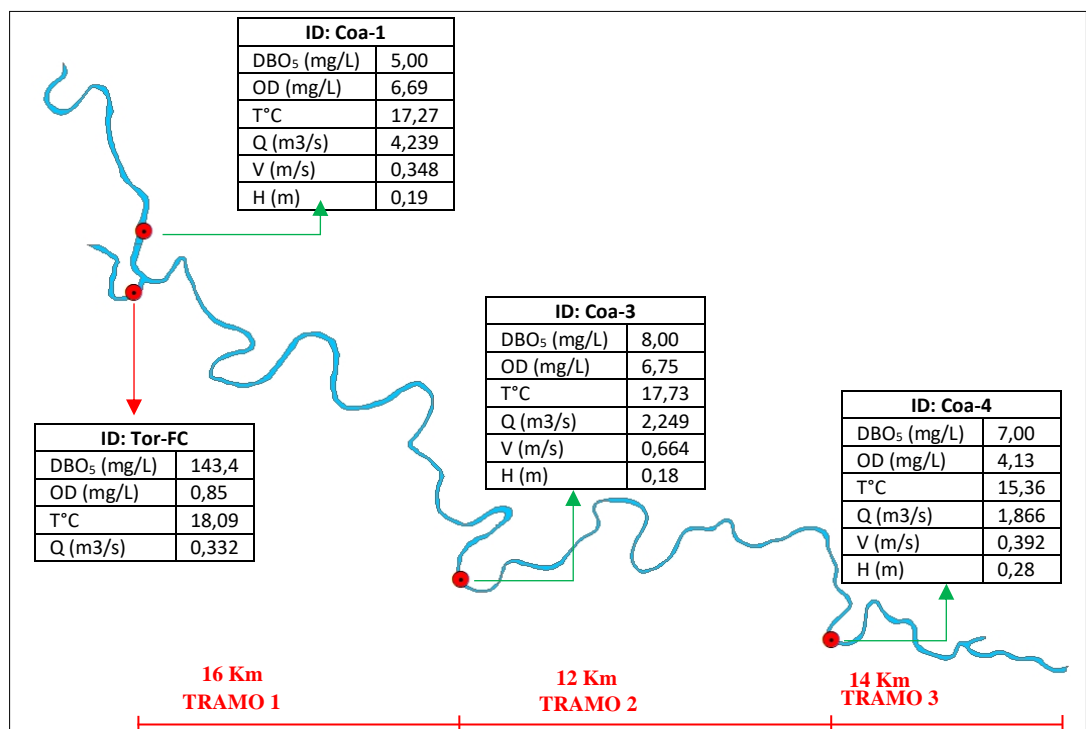 ID: Coa-1
DBO₅ (mg/L) 5,00
OD (mg/L) 6,69
T°C 17,27
Q (m3/s) 4,239
V (m/s) 0,348
H (m) 0,19
ID: Coa-3
DBO₅ (mg/L) 8,00
OD (mg/L) 6,75
T°C 17,73
Q (m3/s) 2,249
V (m/s) 0,664
H (m) 0,18
ID: Coa-4
DBO₅ (mg/L) 7,00
OD (mg/L) 4,13
T°C 15,36
Q (m3/s) 1,866
V (m/s) 0,392
H (m) 0,28
ID: Tor-FC
DBO₅ (mg/L) 143,4
OD (mg/L) 0,85
T°C 18,09
Q (m3/s) 0,332
16 Km
TRAMO 1
12 Km
TRAMO 2
14 Km
TRAMO 3